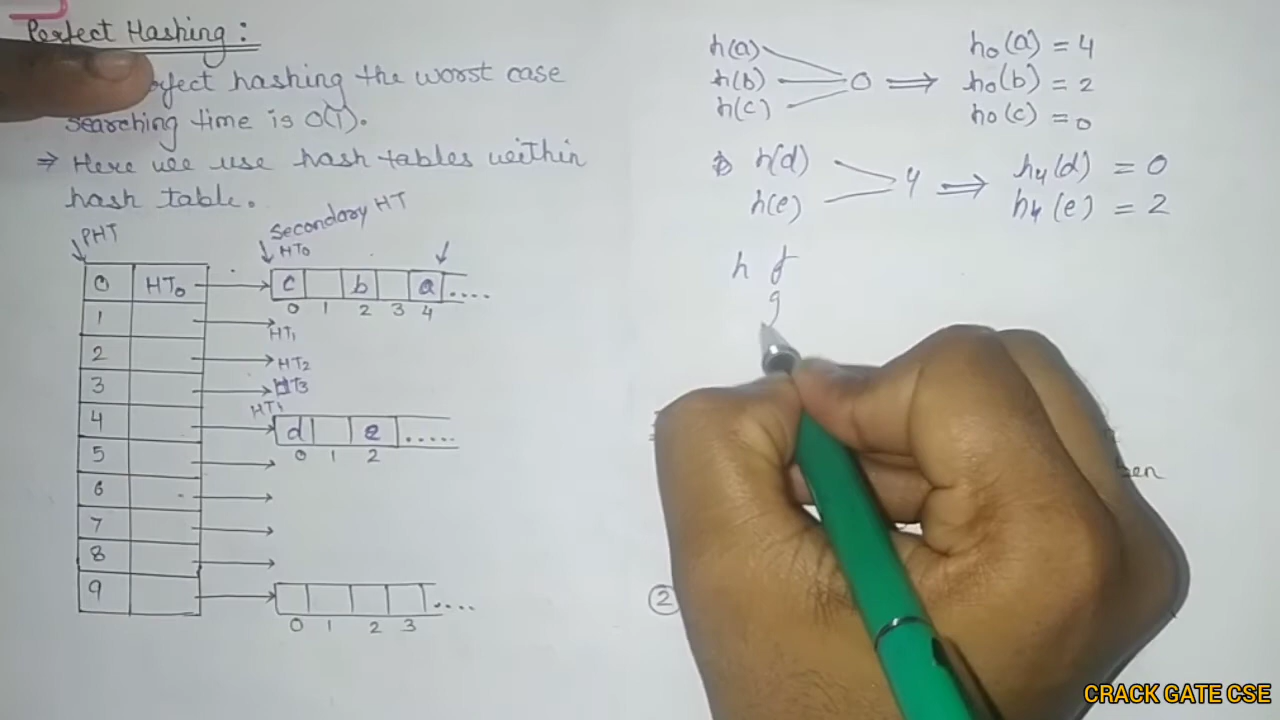 Perfect Hashing :
rfect hashing the worst case
searching time is O(1).
⇒ Here we use hash tables within
hash table.
PHT
Secondary HT
HT₀
0 HT₀ c b a ....
0 1 2 3 4
1
HT₁
2 HT₂
3 HT₃
HT₄
4 d e .....
0 1 2
5
6
7
8
9 ....
0 1 2 3
h(a)
h(b) 0 ⇒
h(c)
h₀(a) = 4
h₀(b) = 2
h₀(c) = 0
h(d)
h(e) 4 ⇒
h₄(d) = 0
h₄(e) = 2
h f
g
2
CRACK GATE CSE